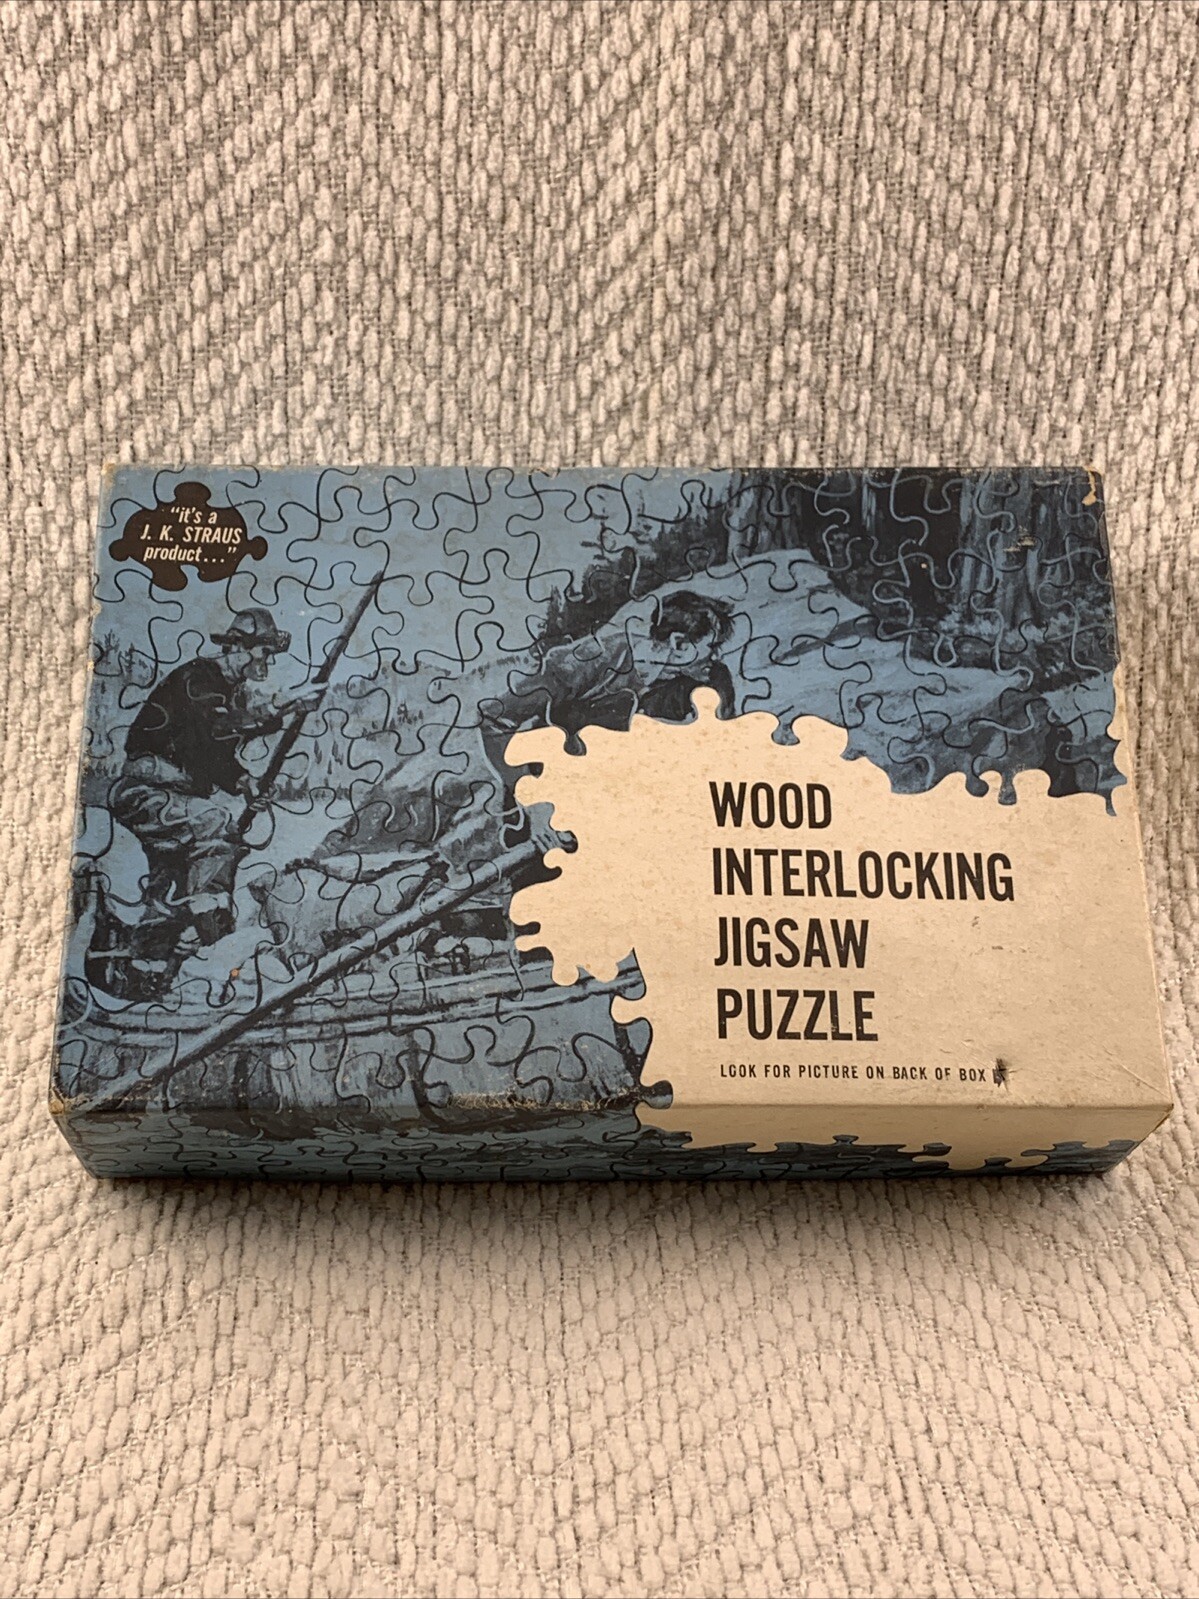 "it's a
J. K. STRAUS
product..."
WOOD
INTERLOCKING
JIGSAW
PUZZLE
LOOK FOR PICTURE ON BACK OF BOX